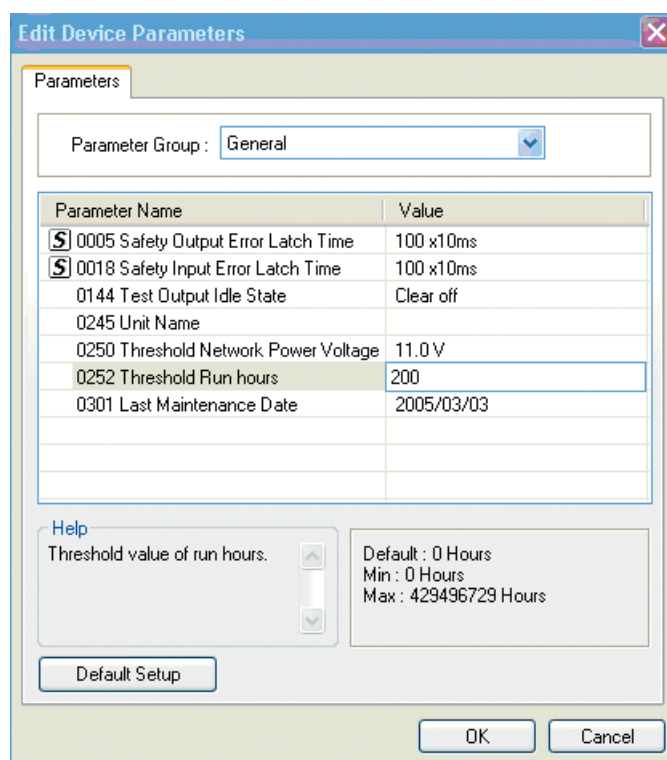 Edit Device Parameters
Parameters
Parameter Group : General
Parameter Name Value
S 0005 Safety Output Error Latch Time 100 x10ms
S 0018 Safety Input Error Latch Time 100 x10ms
0144 Test Output Idle State Clear off
0245 Unit Name
0250 Threshold Network Power Voltage 11.0 V
0252 Threshold Run hours 200
0301 Last Maintenance Date 2005/03/03
Help
Threshold value of run hours.
Default : 0 Hours
Min : 0 Hours
Max : 429496729 Hours
Default Setup
OK Cancel